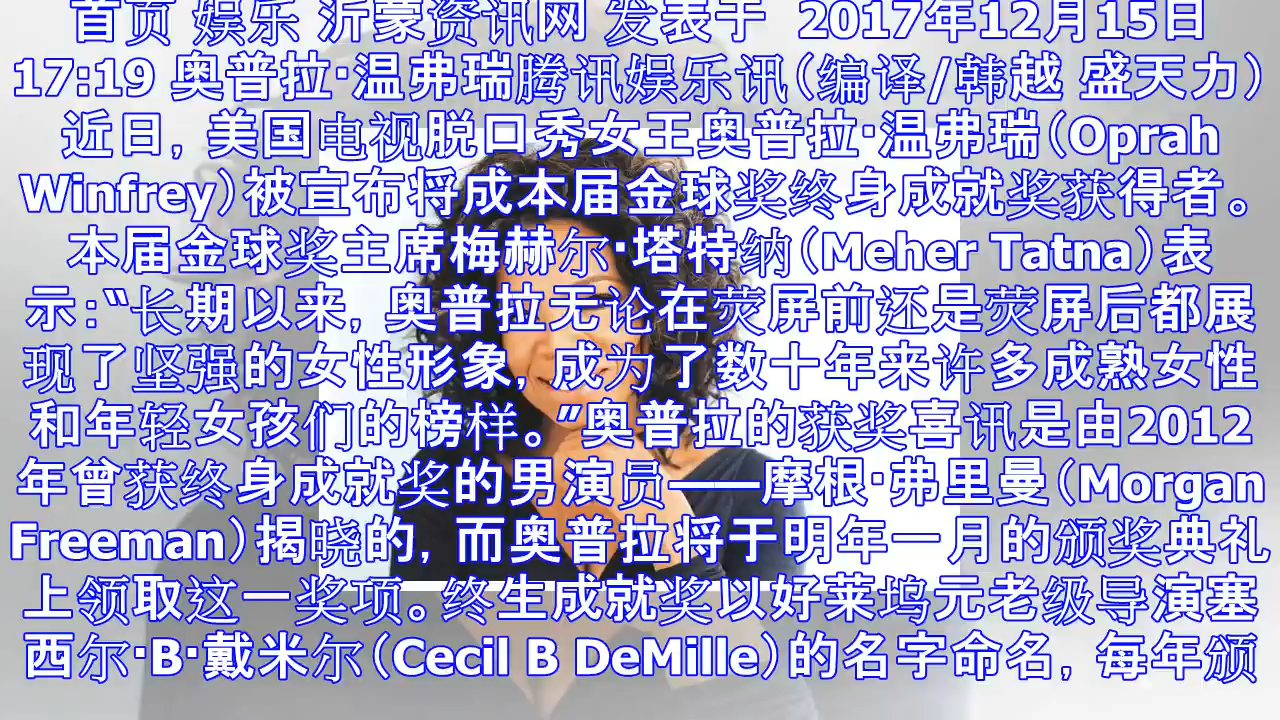 首页 娱乐 沂蒙资讯网 发表于 2017年12月15日
17:19 奥普拉·温弗瑞腾讯娱乐讯（编译/韩越 盛天力）
近日，美国电视脱口秀女王奥普拉·温弗瑞（Oprah
Winfrey）被宣布将成本届金球奖终身成就奖获得者。
本届金球奖主席梅赫尔·塔特纳（Meher Tatna）表
示：“长期以来，奥普拉无论在荧屏前还是荧屏后都展
现了坚强的女性形象，成为了数十年来许多成熟女性
和年轻女孩们的榜样。”奥普拉的获奖喜讯是由2012
年曾获终身成就奖的男演员——摩根·弗里曼（Morgan
Freeman）揭晓的，而奥普拉将于明年一月的颁奖典礼
上领取这一奖项。终生成就奖以好莱坞元老级导演塞
西尔·B·戴米尔（Cecil B DeMille）的名字命名，每年颁